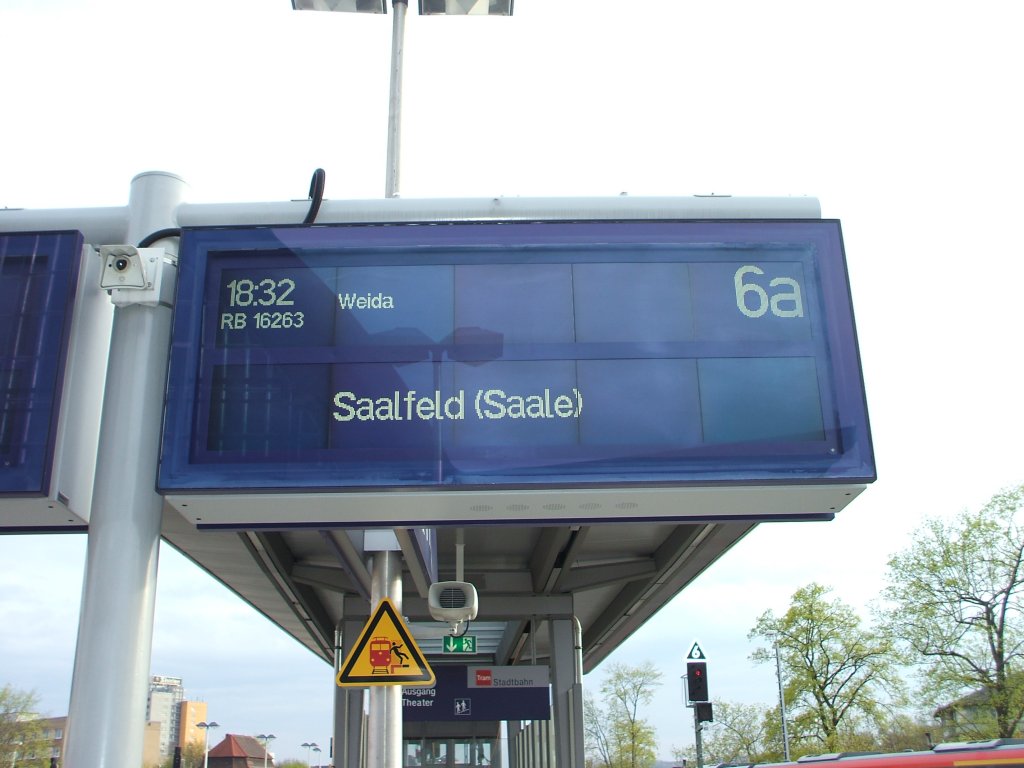 18:32 Weida 6a
RB 16263
Saalfeld (Saale)
6
Tram Stadtbahn
Ausgang
Theater